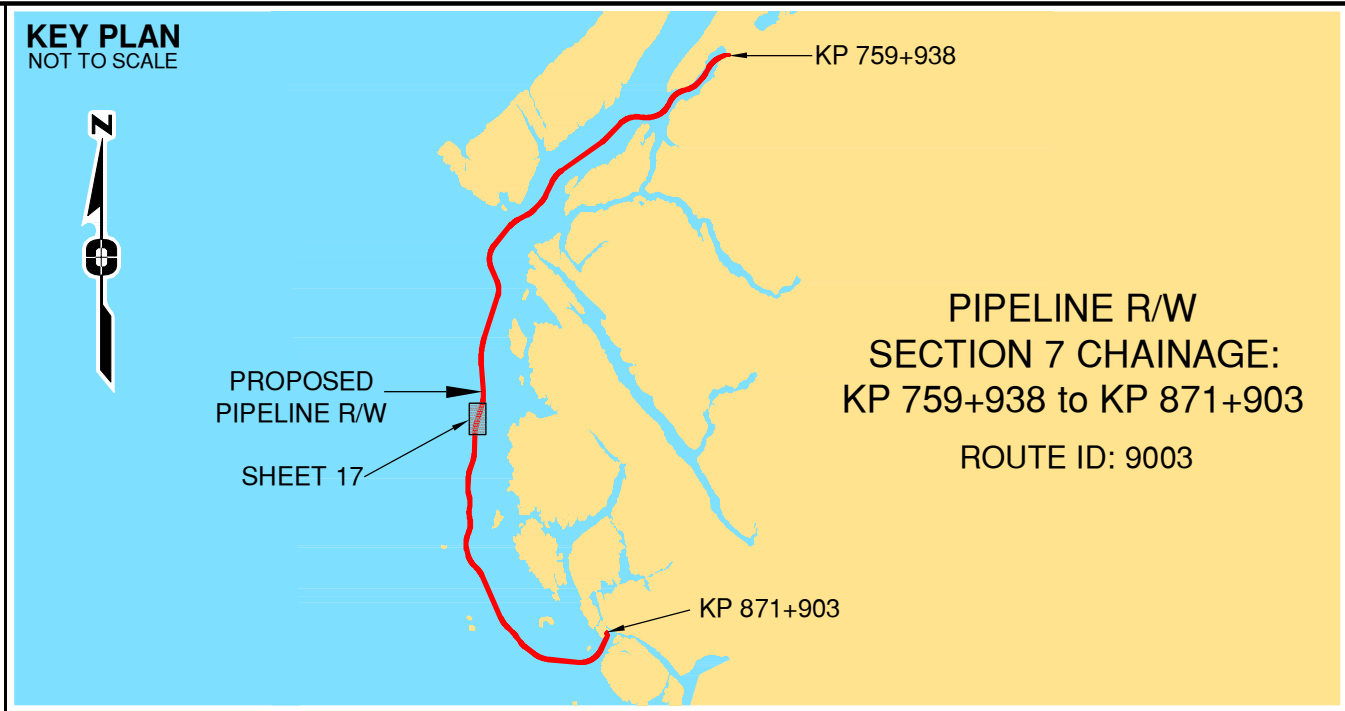 KEY PLAN
NOT TO SCALE
N
KP 759+938
PIPELINE R/W
SECTION 7 CHAINAGE:
KP 759+938 to KP 871+903
ROUTE ID: 9003
PROPOSED
PIPELINE R/W
SHEET 17
KP 871+903